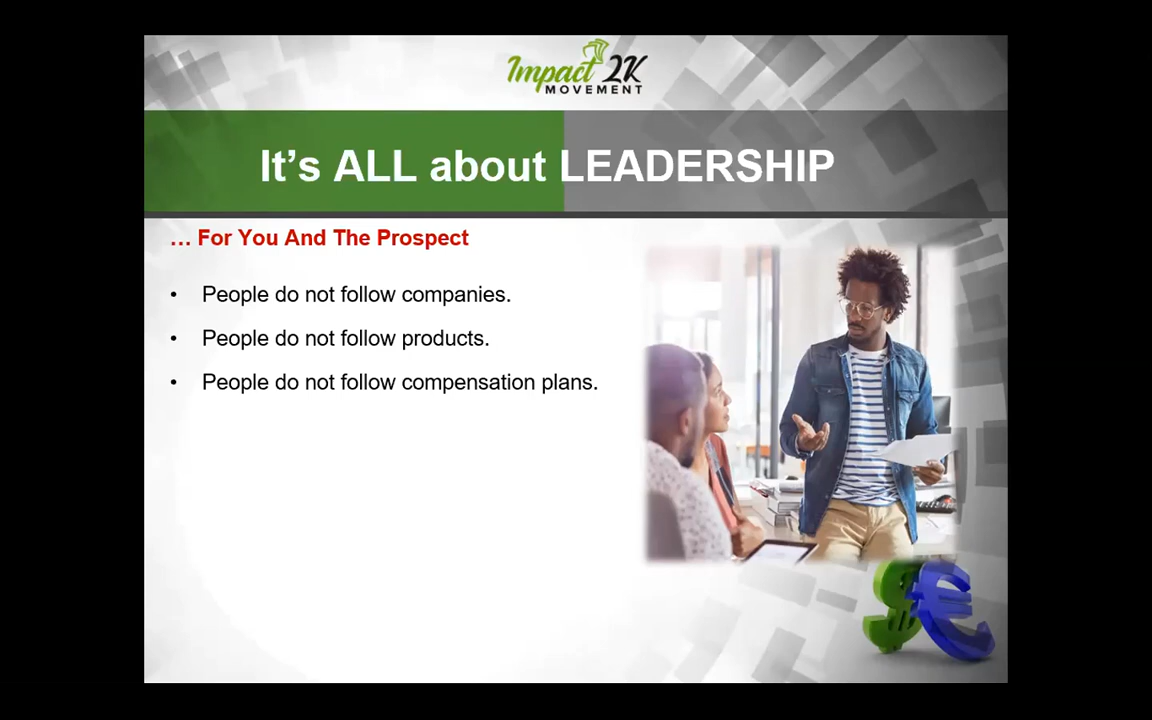 Impact 2K
MOVEMENT
It’s ALL about LEADERSHIP
… For You And The Prospect
• People do not follow companies.
• People do not follow products.
• People do not follow compensation plans.